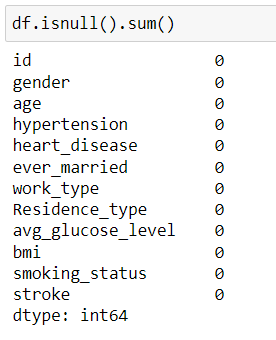 df.isnull().sum()
id 0
gender 0
age 0
hypertension 0
heart_disease 0
ever_married 0
work_type 0
Residence_type 0
avg_glucose_level 0
bmi 0
smoking_status 0
stroke 0
dtype: int64